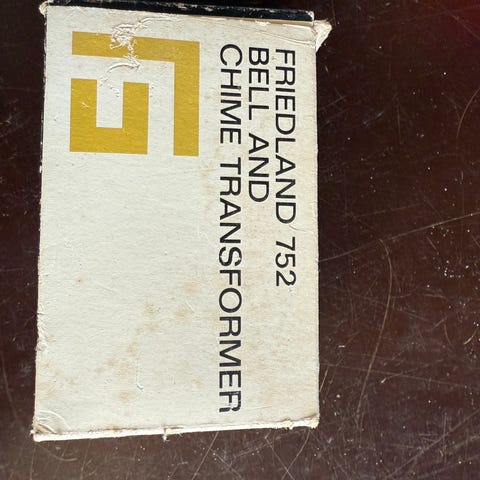 FRIEDLAND 752
BELL AND
CHIME TRANSFORMER